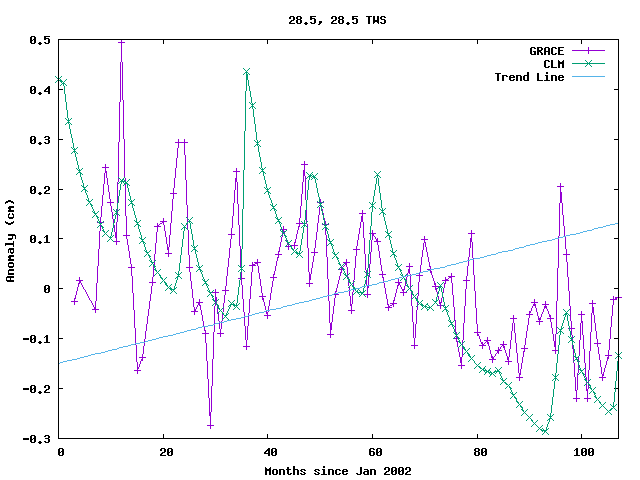 28.5, 28.5 TWS
GRACE
CLM
Trend Line
Anomaly (cm)
0.5
0.4
0.3
0.2
0.1
0
-0.1
-0.2
-0.3
0 20 40 60 80 100
Months since Jan 2002